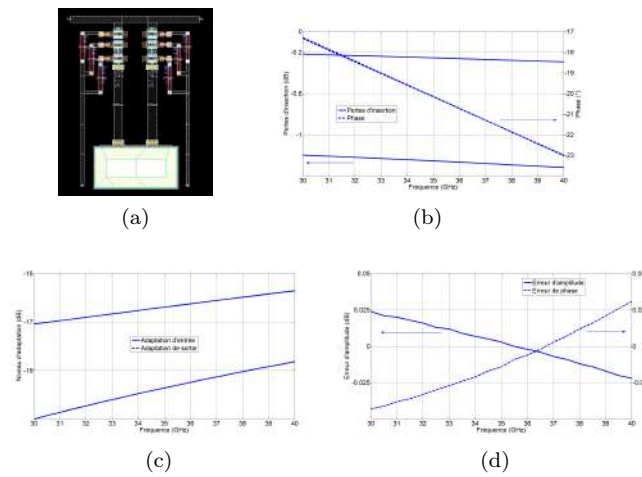 -0.2
-0.6
-1
-17
-18
-19
-20
-21
-22
-23
Pertes d'insertion (dB)
Phase (°)
Pertes d'insertion
Phase
30 31 32 33 34 35 36 37 38 39 40
Fréquence (GHz)
(a)
(b)
-15
-17
-19
Niveau d'adaptation (dB)
Adaptation d'entrée
Adaptation de sortie
30 31 32 33 34 35 36 37 38 39 40
Fréquence (GHz)
0.05
0.025
0
-0.025
Erreur d'amplitude (dB)
Erreur d'amplitude
Erreur de phase
30 31 32 33 34 35 36 37 38 39 40
Fréquence (GHz)
(c)
(d)